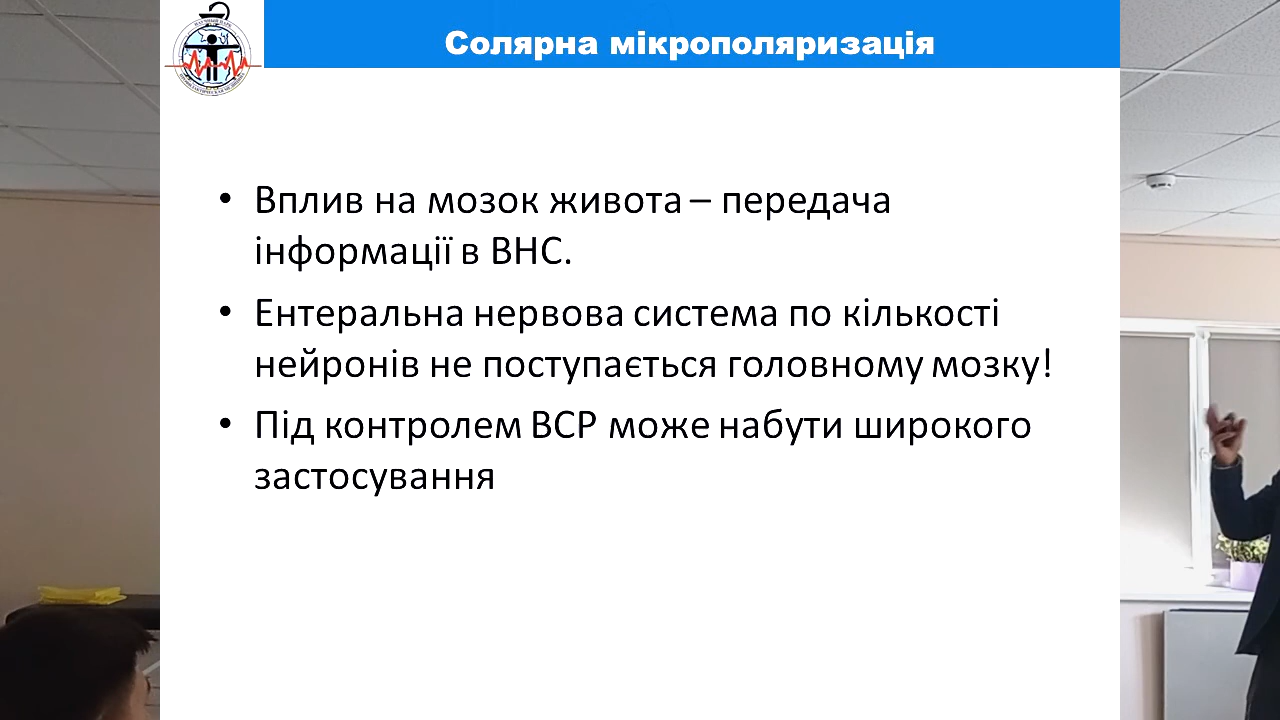 Солярна мікрополяризація
• Вплив на мозок живота – передача
інформації в ВНС.
• Ентеральна нервова система по кількості
нейронів не поступається головному мозку!
• Під контролем ВСР може набути широкого
застосування